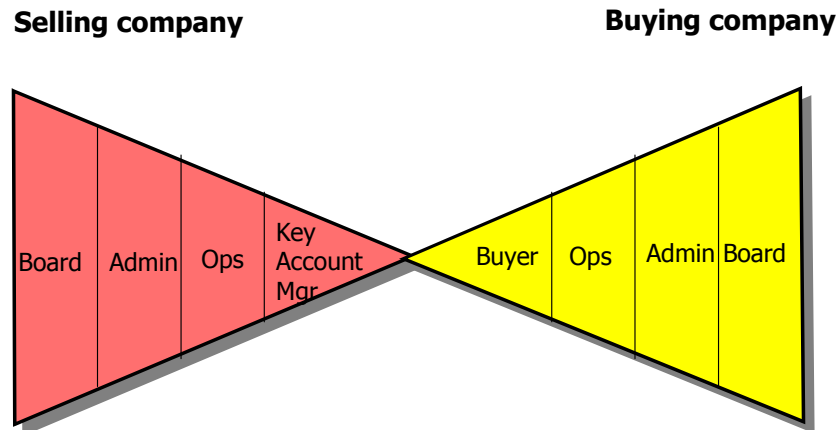 Selling company
Buying company
Board
Admin
Ops
Key
Account
Mgr
Buyer
Ops
Admin
Board